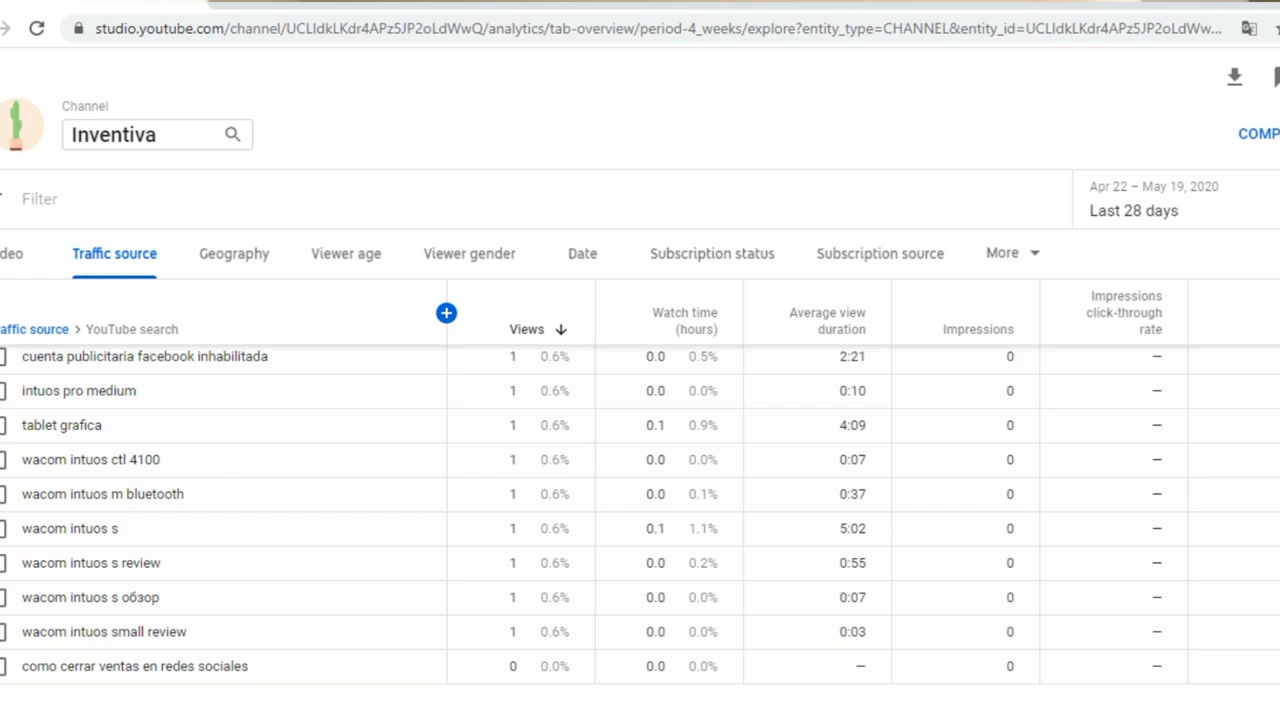 studio.youtube.com/channel/UCLIdkLKdr4APz5JP2oLdWwQ/analytics/tab-overview/period-4_weeks/explore?entity_type=CHANNEL&entity_id=UCLIdkLKdr4APz5JP2oLdWw...
Channel
Inventiva
COMP
Filter
Apr 22 – May 19, 2020
Last 28 days
deo Traffic source Geography Viewer age Viewer gender Date Subscription status Subscription source More
affic source > YouTube search Views Watch time (hours) Average view duration Impressions Impressions click-through rate
cuenta publicitaria facebook inhabilitada 1 0.6% 0.0 0.5% 2:21 0 –
intuos pro medium 1 0.6% 0.0 0.0% 0:10 0 –
tablet grafica 1 0.6% 0.1 0.9% 4:09 0 –
wacom intuos ctl 4100 1 0.6% 0.0 0.0% 0:07 0 –
wacom intuos m bluetooth 1 0.6% 0.0 0.1% 0:37 0 –
wacom intuos s 1 0.6% 0.1 1.1% 5:02 0 –
wacom intuos s review 1 0.6% 0.0 0.2% 0:55 0 –
wacom intuos s обзор 1 0.6% 0.0 0.0% 0:07 0 –
wacom intuos small review 1 0.6% 0.0 0.0% 0:03 0 –
como cerrar ventas en redes sociales 0 0.0% 0.0 0.0% – 0 –